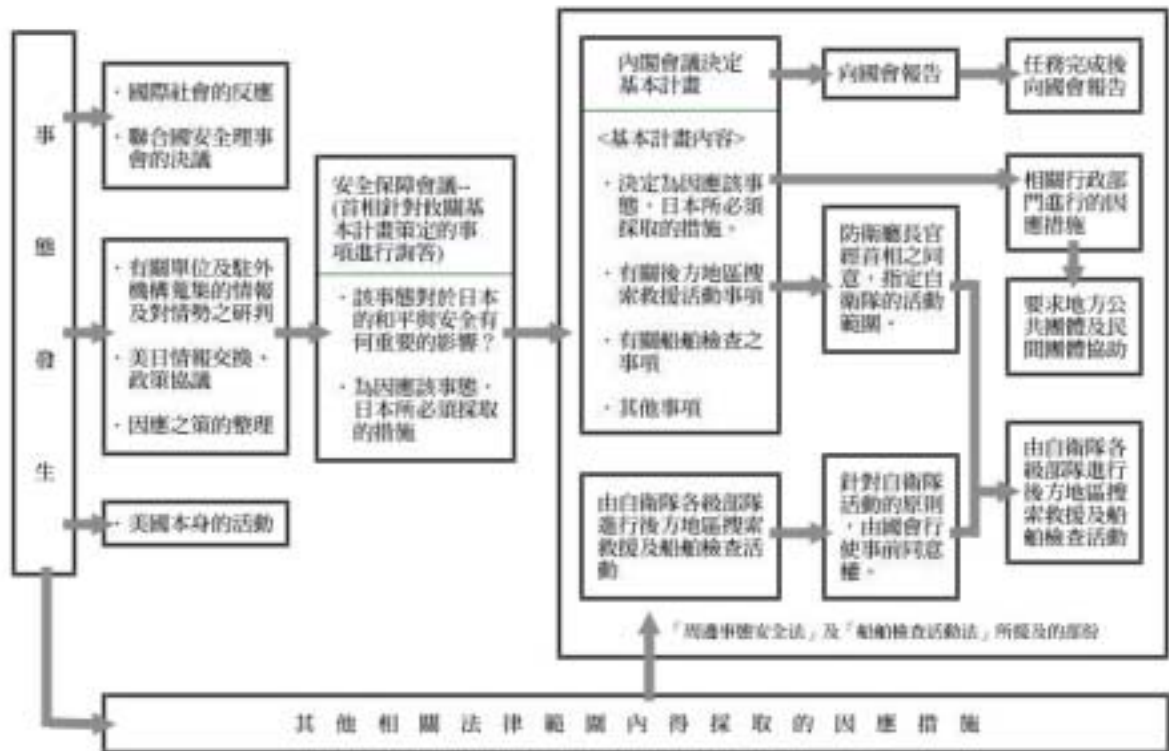 事
態
發
生
・國際社會的反應
・聯合國安全理事
會的決議
・有關單位及駐外
機構蒐集的情報
及對情勢之研判
・美日情報交換、
政策協議
・因應之策的整理
・美國本身的活動
安全保障會議--
(首相針對攸關基
本計畫策定的事
項進行詢答)
・該事態對於日本
的和平與安全有
何重要的影響？
・為因應該事態，
日本所必須採取
的措施
內閣會議決定
基本計畫
<基本計畫內容>
・決定為因應該事
態，日本所必須
採取的措施。
・有關後方地區搜
索救援活動事項
・有關船舶檢查之
事項
・其他事項
向國會報告
任務完成後
向國會報告
相關行政部
門進行的因
應措施
防衛廳長官
經首相之同
意，指定自
衛隊的活動
範圍。
要求地方公
共團體及民
間團體協助
由自衛隊各級部隊
進行後方地區搜索
救援及船舶檢查活
動
針對自衛隊
活動的原則
，由國會行
使事前同意
權。
由自衛隊各
級部隊進行
後方地區搜
索救援及船
舶檢查活動
「周邊事態安全法」及「船舶檢查活動法」所提及的部份
其他相關法律範圍內得採取的因應措施